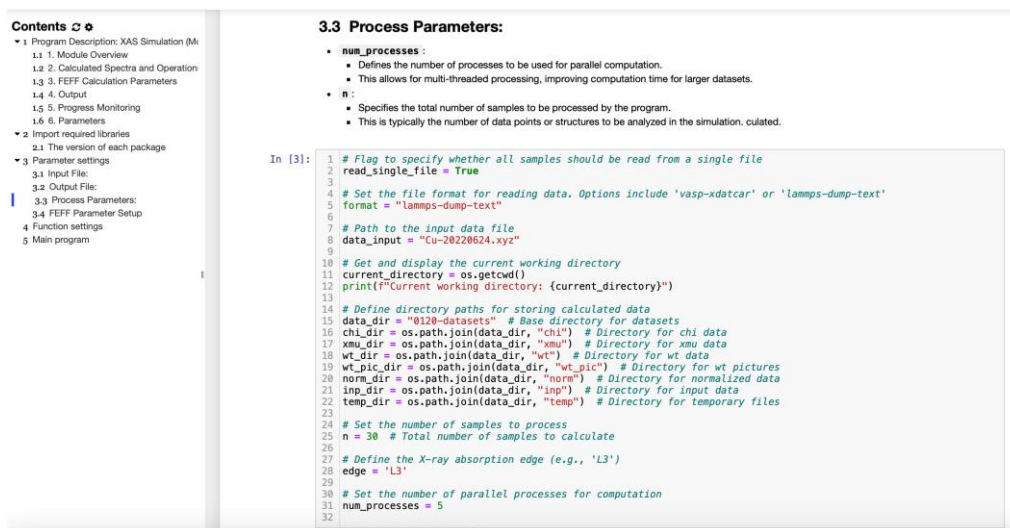 Contents
1 Program Description: XAS Simulation (Mu
1.1 1. Module Overview
1.2 2. Calculated Spectra and Operation
1.3 3. FEFF Calculation Parameters
1.4 4. Output
1.5 5. Progress Monitoring
1.6 6. Parameters
2 Import required libraries
2.1 The version of each package
3 Parameter settings
3.1 Input File:
3.2 Output File:
3.3 Process Parameters:
3.4 FEFF Parameter Setup
4 Function settings
5 Main program
3.3 Process Parameters:
• num_processes :
▪ Defines the number of processes to be used for parallel computation.
▪ This allows for multi-threaded processing, improving computation time for larger datasets.
• n :
▪ Specifies the total number of samples to be processed by the program.
▪ This is typically the number of data points or structures to be analyzed in the simulation. culated.
In [3]:
1 # Flag to specify whether all samples should be read from a single file
2 read_single_file = True
3
4 # Set the file format for reading data. Options include 'vasp-xdatcar' or 'lammps-dump-text'
5 format = "lammps-dump-text"
6
7 # Path to the input data file
8 data_input = "Cu-20220624.xyz"
9
10 # Get and display the current working directory
11 current_directory = os.getcwd()
12 print(f"Current working directory: {current_directory}")
13
14 # Define directory paths for storing calculated data
15 data_dir = "0120-datasets" # Base directory for datasets
16 chi_dir = os.path.join(data_dir, "chi") # Directory for chi data
17 xmu_dir = os.path.join(data_dir, "xmu") # Directory for xmu data
18 wt_dir = os.path.join(data_dir, "wt") # Directory for wt data
19 wt_pic_dir = os.path.join(data_dir, "wt_pic") # Directory for wt pictures
20 norm_dir = os.path.join(data_dir, "norm") # Directory for normalized data
21 inp_dir = os.path.join(data_dir, "inp") # Directory for input data
22 temp_dir = os.path.join(data_dir, "temp") # Directory for temporary files
23
24 # Set the number of samples to process
25 n = 30 # Total number of samples to calculate
26
27 # Define the X-ray absorption edge (e.g., 'L3')
28 edge = 'L3'
29
30 # Set the number of parallel processes for computation
31 num_processes = 5
32